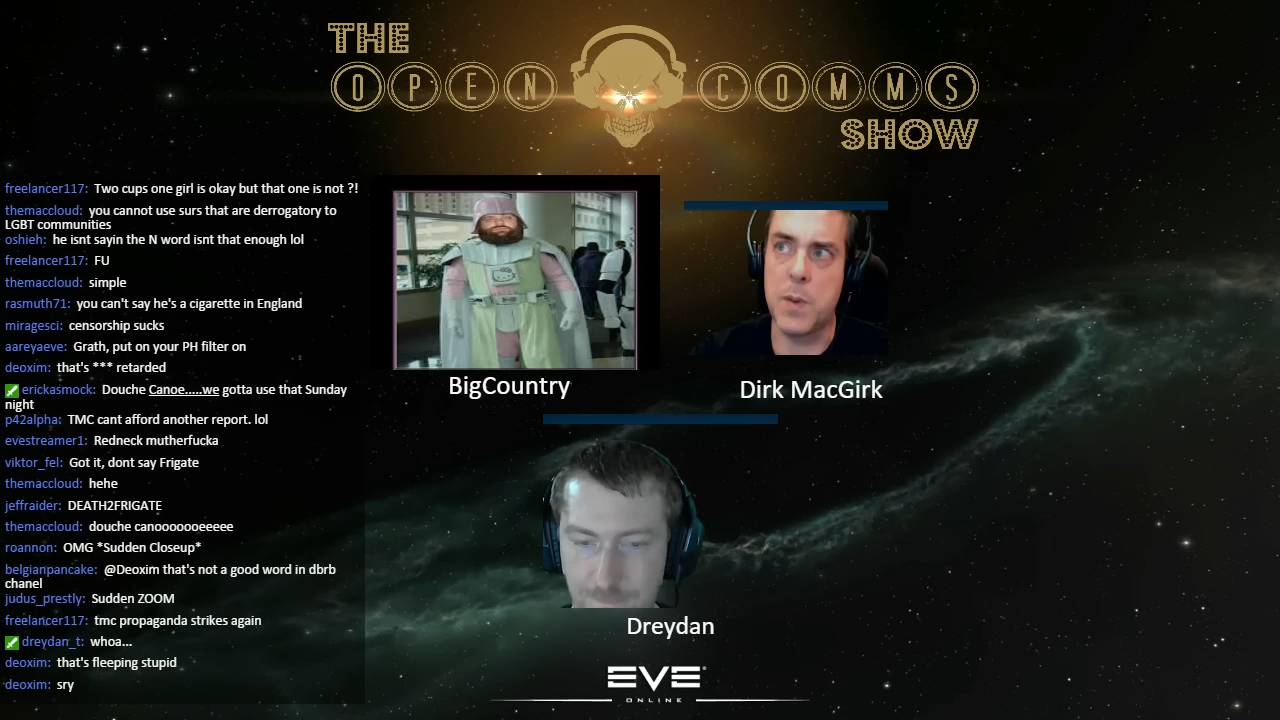 THE
OPEN COMMS
SHOW
freelancer117: Two cups one girl is okay but that one is not ?!
themaccloud: you cannot use surs that are derrogatory to
LGBT communities
oshieh: he isnt sayin the N word isnt that enough lol
freelancer117: FU
themaccloud: simple
rasmuth71: you can't say he's a cigarette in England
miragesci: censorship sucks
aareyaeve: Grath, put on your PH filter on
deoxim: that's *** retarded
erickasmock: Douche Canoe.....we gotta use that Sunday
night
p42alpha: TMC cant afford another report. lol
evestreamer1: Redneck mutherfucka
viktor_fel: Got it, dont say Frigate
themaccloud: hehe
jeffraider: DEATH2FRIGATE
themaccloud: douche canooooooeeeee
roannon: OMG *Sudden Closeup*
belgianpancake: @Deoxim that's not a good word in dbrb
chanel
judus_prestly: Sudden ZOOM
freelancer117: tmc propaganda strikes again
dreydan_t: whoa...
deoxim: that's fleeping stupid
deoxim: sry
BigCountry
Dirk MacGirk
Dreydan
EVE
ONLINE